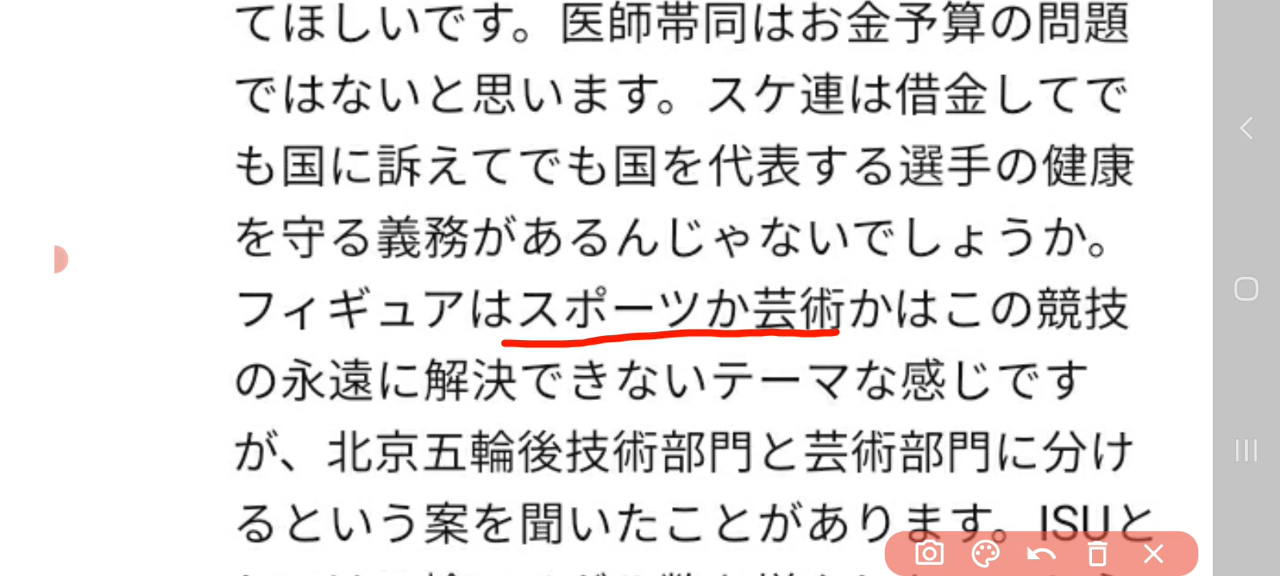 てほしいです。医師帯同はお金予算の問題
ではないと思います。スケ連は借金してで
も国に訴えてでも国を代表する選手の健康
を守る義務があるんじゃないでしょうか。
フィギュアはスポーツか芸術かはこの競技
の永遠に解決できないテーマな感じです
が、北京五輪後技術部門と芸術部門に分け
るという案を聞いたことがあります。ISUと